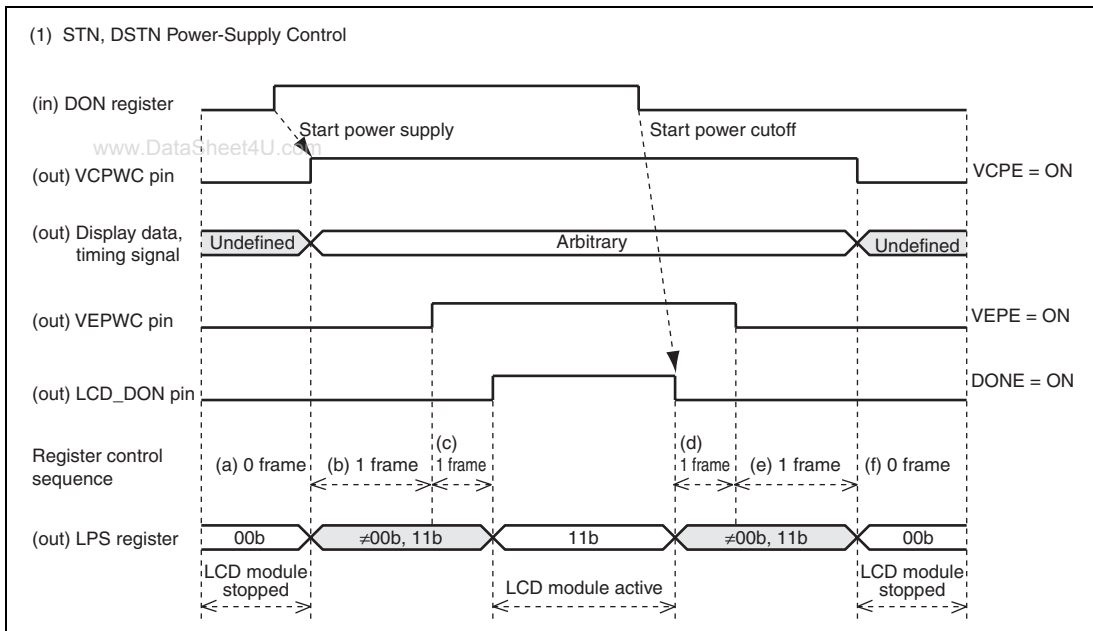 (1) STN, DSTN Power-Supply Control
(in) DON register
Start power supply
Start power cutoff
www.DataSheet4U.com
(out) VCPWC pin
VCPE = ON
(out) Display data,
timing signal
Undefined
Arbitrary
Undefined
(out) VEPWC pin
VEPE = ON
(out) LCD_DON pin
DONE = ON
Register control
sequence
(a) 0 frame
(b) 1 frame
(c)
1 frame
(d)
1 frame
(e) 1 frame
(f) 0 frame
(out) LPS register
00b
≠00b, 11b
11b
≠00b, 11b
00b
LCD module
stopped
LCD module active
LCD module
stopped